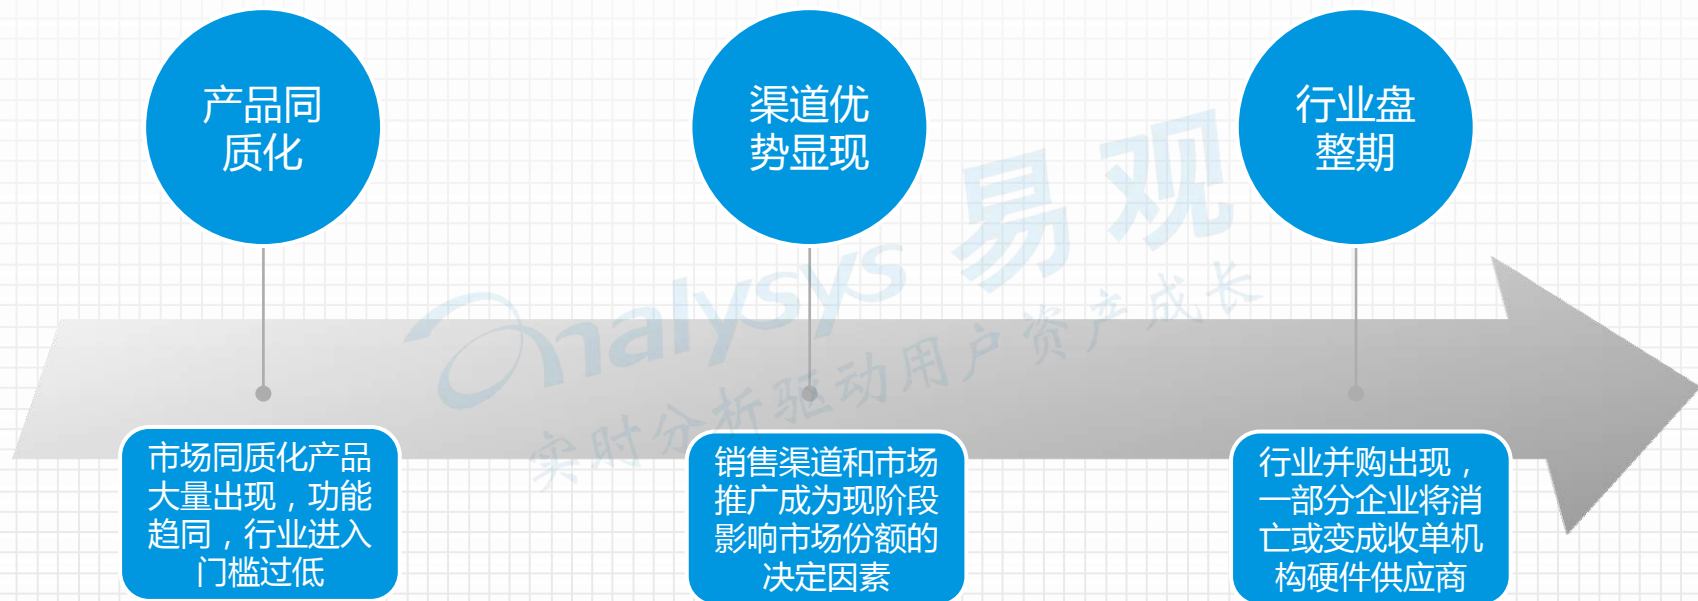 产品同
质化
渠道优
势显现
行业盘
整期
analysys 易观
实时分析驱动用户资产成长
市场同质化产品
大量出现，功能
趋同，行业进入
门槛过低
销售渠道和市场
推广成为现阶段
影响市场份额的
决定因素
行业并购出现，
一部分企业将消
亡或变成收单机
构硬件供应商